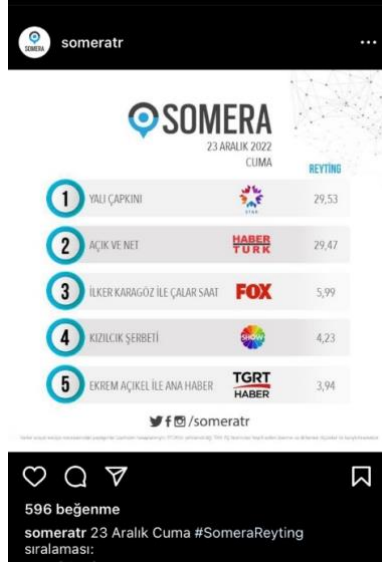 someratr
SOMERA
SOMERA
23 ARALIK 2022
CUMA
REYTİNG
1 YALI ÇAPKINI STAR 29,53
2 AÇIK VE NET HABER TURK 29,47
3 İLKER KARAGÖZ İLE ÇALAR SAAT FOX 5,99
4 KIZILCIK ŞERBETİ SHOW 4,23
5 EKREM AÇIKEL İLE ANA HABER TGRT HABER 3,94
/someratr
596 beğenme
someratr 23 Aralık Cuma #SomeraReyting
sıralaması: